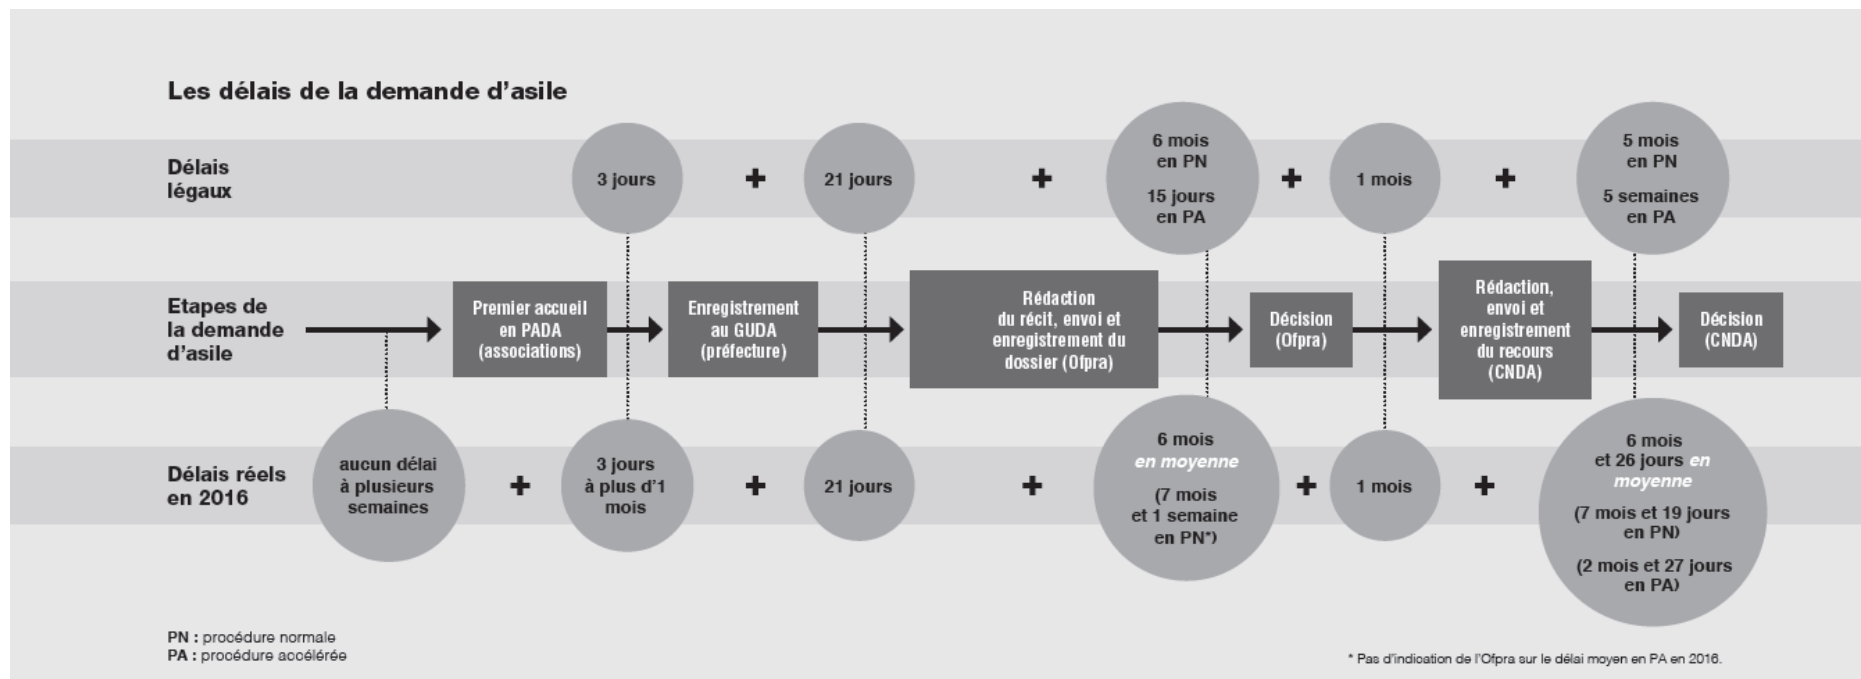 Les délais de la demande d'asile
Délais
légaux
3 jours
+
21 jours
+
6 mois
en PN
15 jours
en PA
+
1 mois
+
5 mois
en PN
5 semaines
en PA
Etapes de
la demande
d'asile
Premier accueil
en PADA
(associations)
Enregistrement
au GUDA
(préfecture)
Rédaction
du récit, envoi et
enregistrement du
dossier (Ofpra)
Décision
(Ofpra)
Rédaction,
envoi et
enregistrement
du recours
(CNDA)
Décision
(CNDA)
Délais réels
en 2016
aucun délai
à plusieurs
semaines
+
3 jours
à plus d'1
mois
+
21 jours
+
6 mois
en moyenne
(7 mois
et 1 semaine
en PN*)
+
1 mois
+
6 mois
et 26 jours en
moyenne
(7 mois et 19 jours
en PN)
(2 mois et 27 jours
en PA)
PN : procédure normale
PA : procédure accélérée
* Pas d'indication de l'Ofpra sur le délai moyen en PA en 2016.